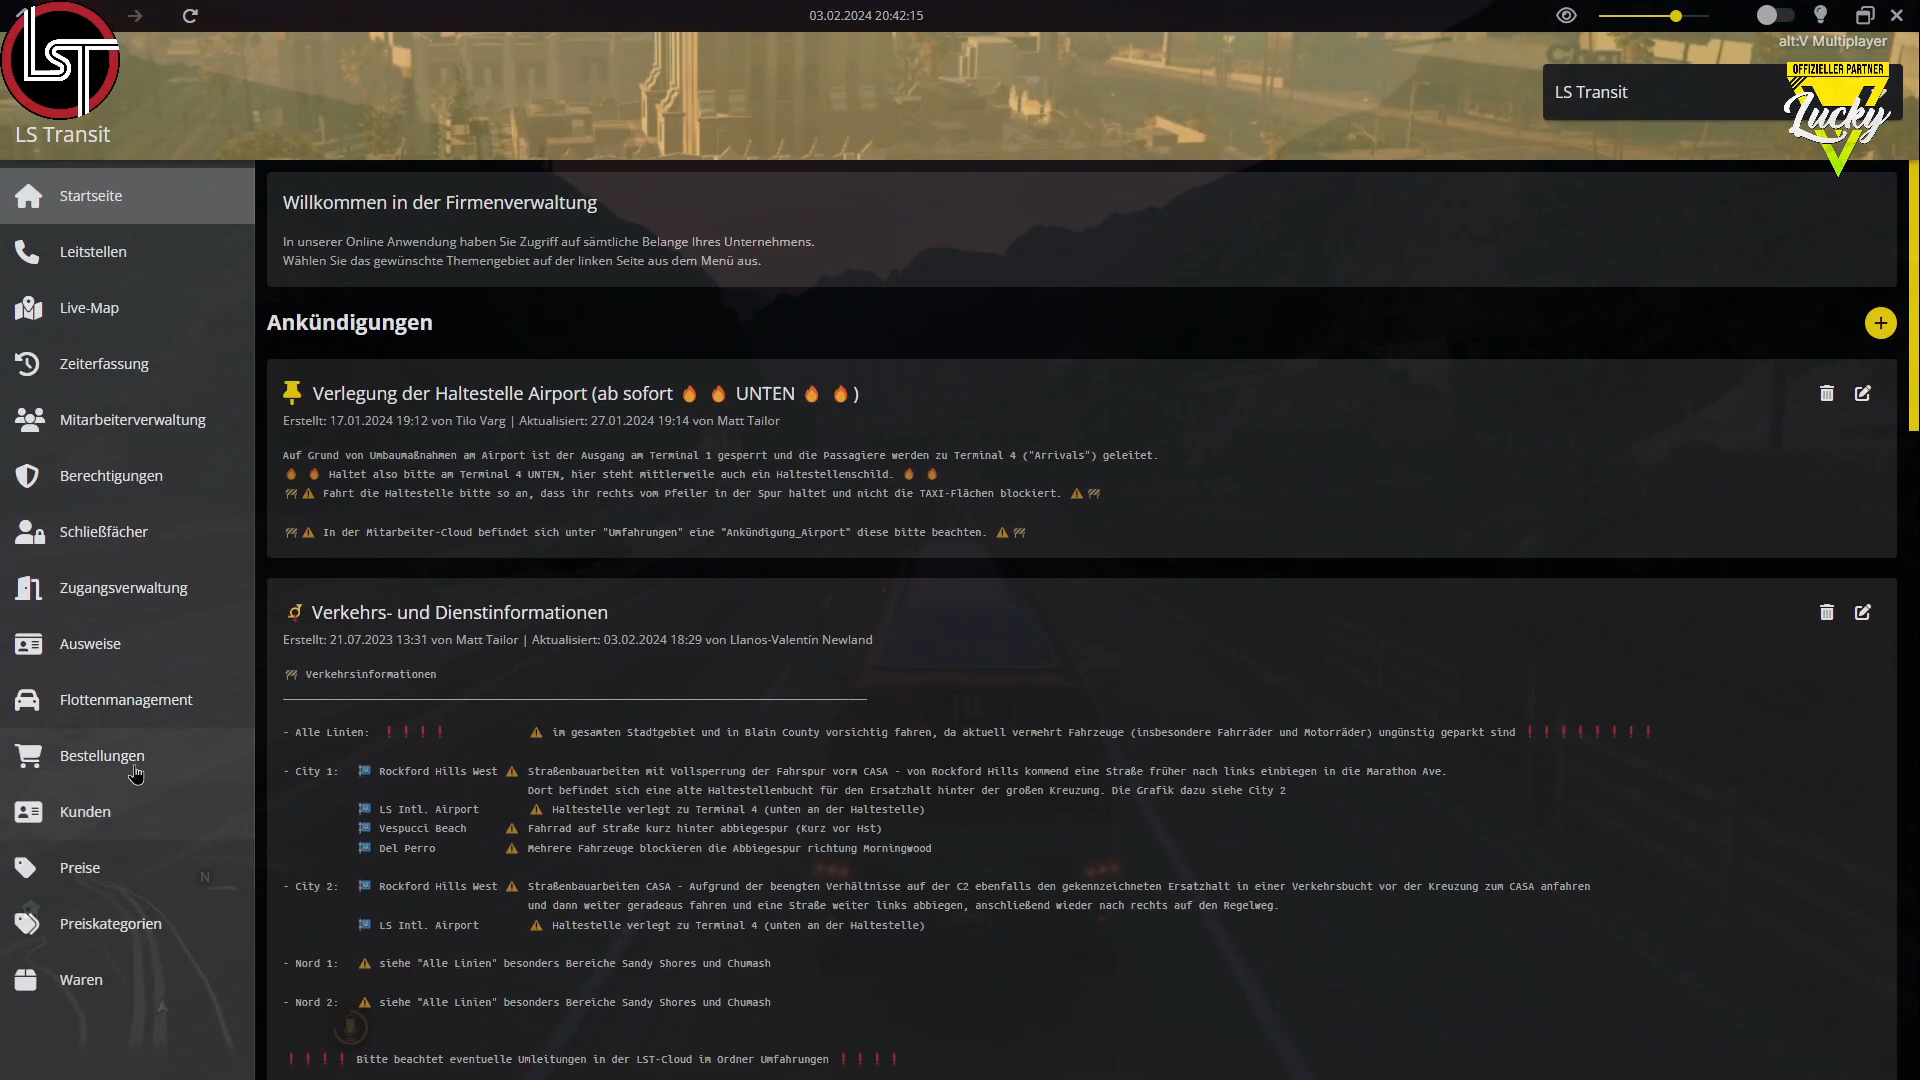 03.02.2024 20:42:15
alt:V Multiplayer
LST
LS Transit
LS Transit
OFFIZIELLER PARTNER
Lucky V
Startseite
Leitstellen
Live-Map
Zeiterfassung
Mitarbeiterverwaltung
Berechtigungen
Schließfächer
Zugangsverwaltung
Ausweise
Flottenmanagement
Bestellungen
Kunden
Preise
Preiskategorien
Waren
N
Willkommen in der Firmenverwaltung
In unserer Online Anwendung haben Sie Zugriff auf sämtliche Belange Ihres Unternehmens.
Wählen Sie das gewünschte Themengebiet auf der linken Seite aus dem Menü aus.
Ankündigungen
Verlegung der Haltestelle Airport (ab sofort 🔥 🔥 UNTEN 🔥 🔥 )
Erstellt: 17.01.2024 19:12 von Tilo Varg | Aktualisiert: 27.01.2024 19:14 von Matt Tailor
Auf Grund von Umbaumaßnahmen am Airport ist der Ausgang am Terminal 1 gesperrt und die Passagiere werden zu Terminal 4 ("Arrivals") geleitet.
🔥 🔥 Haltet also bitte am Terminal 4 UNTEN, hier steht mittlerweile auch ein Haltestellenschild. 🔥 🔥
🚧 ⚠ Fahrt die Haltestelle bitte so an, dass ihr rechts vom Pfeiler in der Spur haltet und nicht die TAXI-Flächen blockiert. ⚠ 🚧
🚧 ⚠ In der Mitarbeiter-Cloud befindet sich unter "Umfahrungen" eine "Ankündigung_Airport" diese bitte beachten. ⚠ 🚧
Verkehrs- und Dienstinformationen
Erstellt: 21.07.2023 13:31 von Matt Tailor | Aktualisiert: 03.02.2024 18:29 von Llanos-Valentín Newland
🚧 Verkehrsinformationen
- Alle Linien: ❗ ❗ ❗ ❗ ⚠ im gesamten Stadtgebiet und in Blain County vorsichtig fahren, da aktuell vermehrt Fahrzeuge (insbesondere Fahrräder und Motorräder) ungünstig geparkt sind ❗ ❗ ❗ ❗ ❗ ❗ ❗ ❗
- City 1: 🚏 Rockford Hills West ⚠ Straßenbauarbeiten mit Vollsperrung der Fahrspur vorm CASA - von Rockford Hills kommend eine Straße früher nach links einbiegen in die Marathon Ave.
Dort befindet sich eine alte Haltestellenbucht für den Ersatzhalt hinter der großen Kreuzung. Die Grafik dazu siehe City 2
🚏 LS Intl. Airport ⚠ Haltestelle verlegt zu Terminal 4 (unten an der Haltestelle)
🚏 Vespucci Beach ⚠ Fahrrad auf Straße kurz hinter abbiegespur (Kurz vor Hst)
🚏 Del Perro ⚠ Mehrere Fahrzeuge blockieren die Abbiegespur richtung Morningwood
- City 2: 🚏 Rockford Hills West ⚠ Straßenbauarbeiten CASA - Aufgrund der beengten Verhältnisse auf der C2 ebenfalls den gekennzeichneten Ersatzhalt in einer Verkehrsbucht vor der Kreuzung zum CASA anfahren
und dann weiter geradeaus fahren und eine Straße weiter links abbiegen, anschließend wieder nach rechts auf den Regelweg.
🚏 LS Intl. Airport ⚠ Haltestelle verlegt zu Terminal 4 (unten an der Haltestelle)
- Nord 1: ⚠ siehe "Alle Linien" besonders Bereiche Sandy Shores und Chumash
- Nord 2: ⚠ siehe "Alle Linien" besonders Bereiche Sandy Shores und Chumash
❗ ❗ ❗ ❗ Bitte beachtet eventuelle Umleitungen in der LST-Cloud im Ordner Umfahrungen ❗ ❗ ❗ ❗